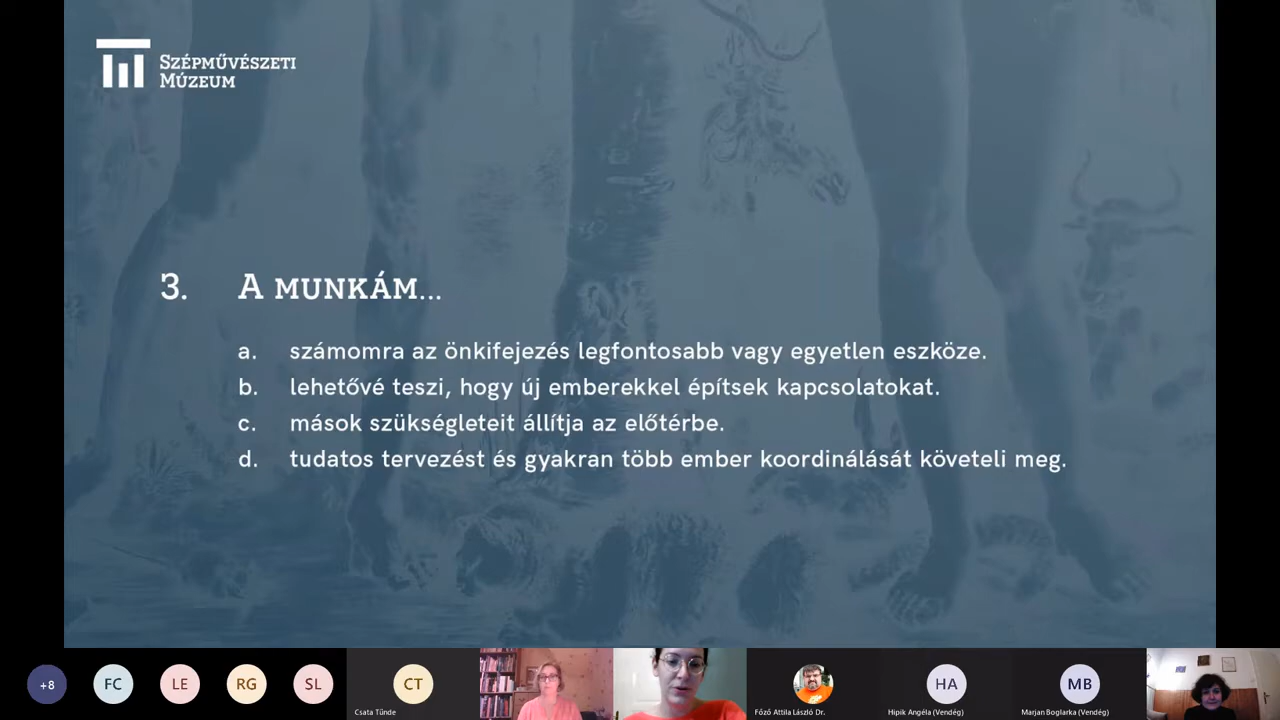 SZÉPMŰVÉSZETI
MÚZEUM
3. A MUNKÁM...
a. számomra az önkifejezés legfontosabb vagy egyetlen eszköze.
b. lehetővé teszi, hogy új emberekkel építsek kapcsolatokat.
c. mások szükségleteit állítja az előtérbe.
d. tudatos tervezést és gyakran több ember koordinálását követeli meg.
+8 FC LE RG SL CT HA MB
Csata Tünde
Főző Attila László Dr.
Hipik Angéla (Vendég)
Marjan Boglarka (Vendég)